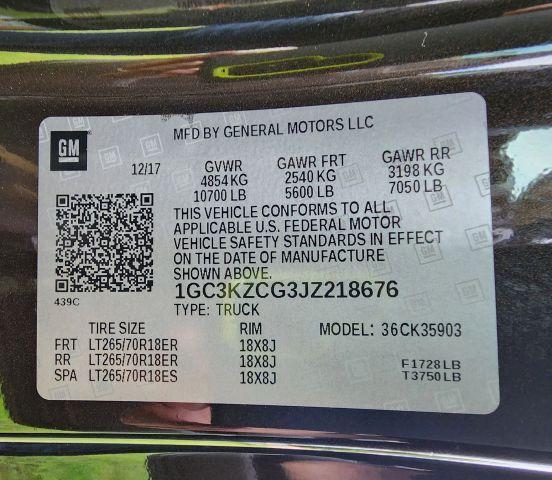 GM
MFD BY GENERAL MOTORS LLC
12/17 GVWR GAWR FRT GAWR RR
4854 KG 2540 KG 3198 KG
10700 LB 5600 LB 7050 LB
THIS VEHICLE CONFORMS TO ALL
APPLICABLE U.S. FEDERAL MOTOR
VEHICLE SAFETY STANDARDS IN EFFECT
ON THE DATE OF MANUFACTURE
SHOWN ABOVE.
439C
1GC3KZCG3JZ218676
TYPE: TRUCK
TIRE SIZE RIM MODEL: 36CK35903
FRT LT265/70R18ER 18X8J
RR LT265/70R18ER 18X8J F1728LB
SPA LT265/70R18ES 18X8J T3750LB